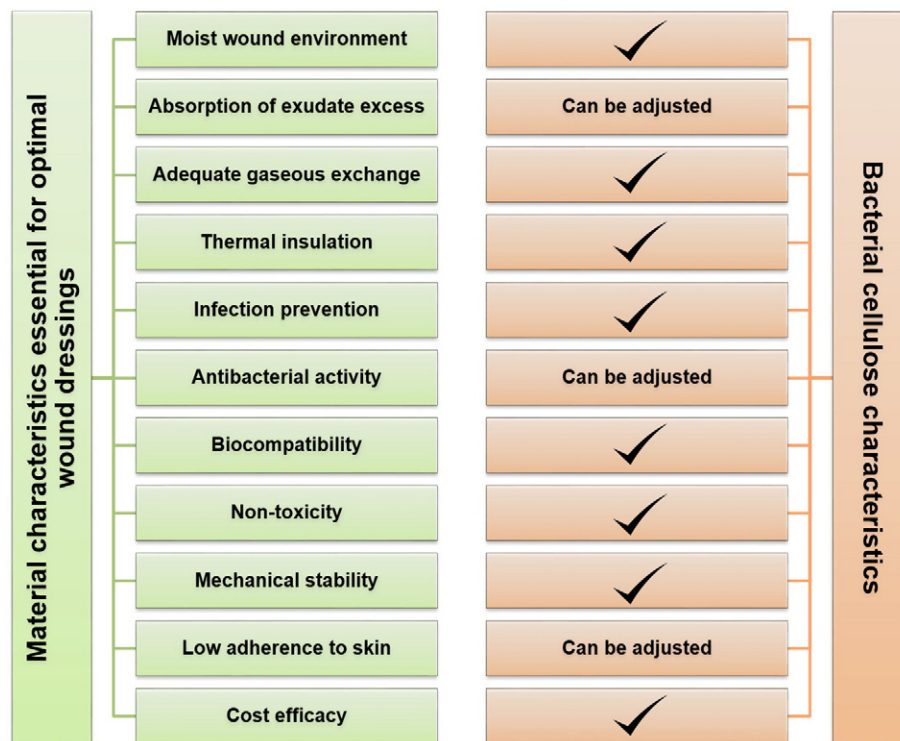 Material characteristics essential for optimal
wound dressings
Moist wound environment
✓
Absorption of exudate excess
Can be adjusted
Adequate gaseous exchange
✓
Thermal insulation
✓
Infection prevention
✓
Antibacterial activity
Can be adjusted
Biocompatibility
✓
Non-toxicity
✓
Mechanical stability
✓
Low adherence to skin
Can be adjusted
Cost efficacy
✓
Bacterial cellulose characteristics